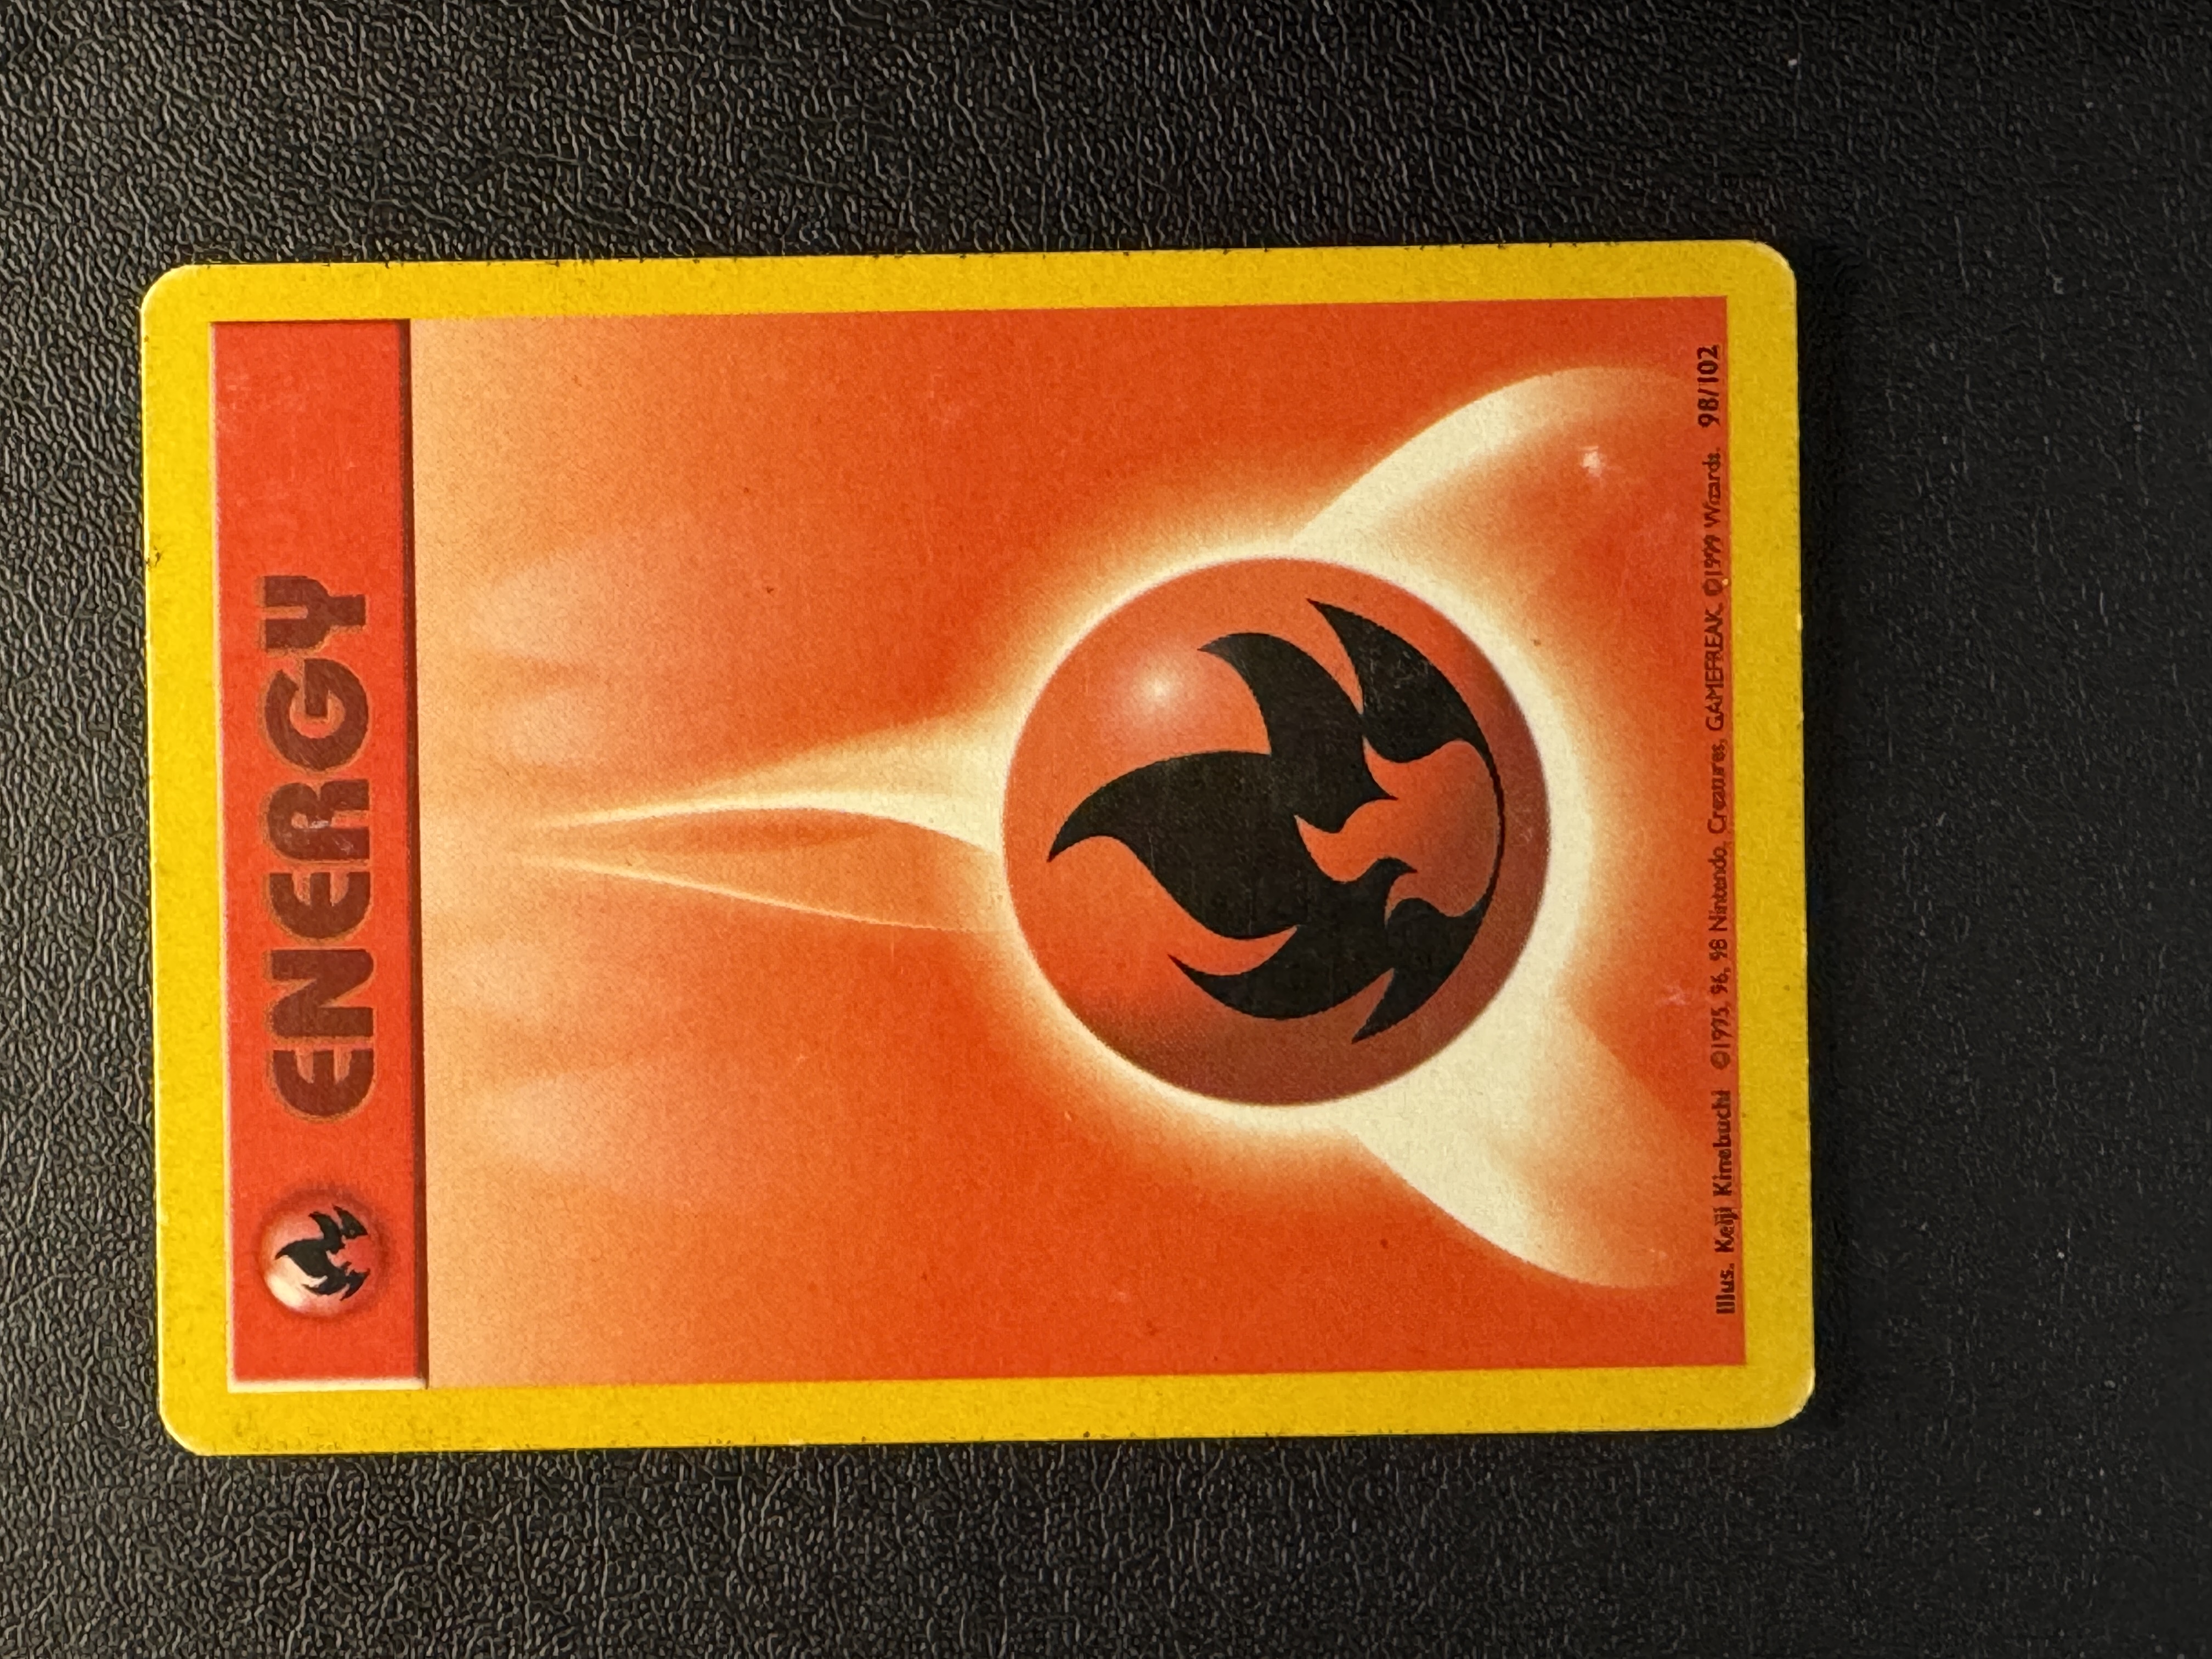 ENERGY
Illus. Keiji Kinebuchi ©1995, 96, 98 Nintendo, Creatures, GAMEFREAK. ©1999 Wizards. 98/102